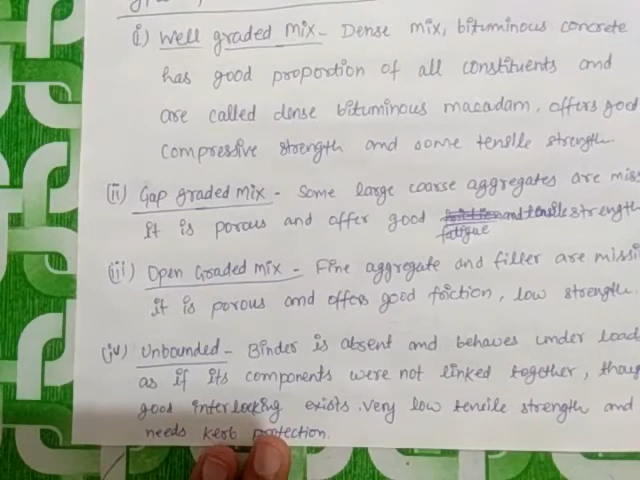 (i) Well graded mix - Dense mix, bituminous concrete
has good proportion of all constituents and
are called dense bituminous macadam. offers good
compressive strength and some tensile strength.
(ii) Gap graded mix - Some large coarse aggregates are
It is porous and offer good and tensile strength
fatigue
(iii) Open Graded mix - Fine aggregate and filler are
it is porous and offers good friction, low strength.
(iv) Unbounded - Binder is absent and behaves under load
as if its components were not linked together,
good interlocking exists. Very low tensile strength and
needs kerb protection.